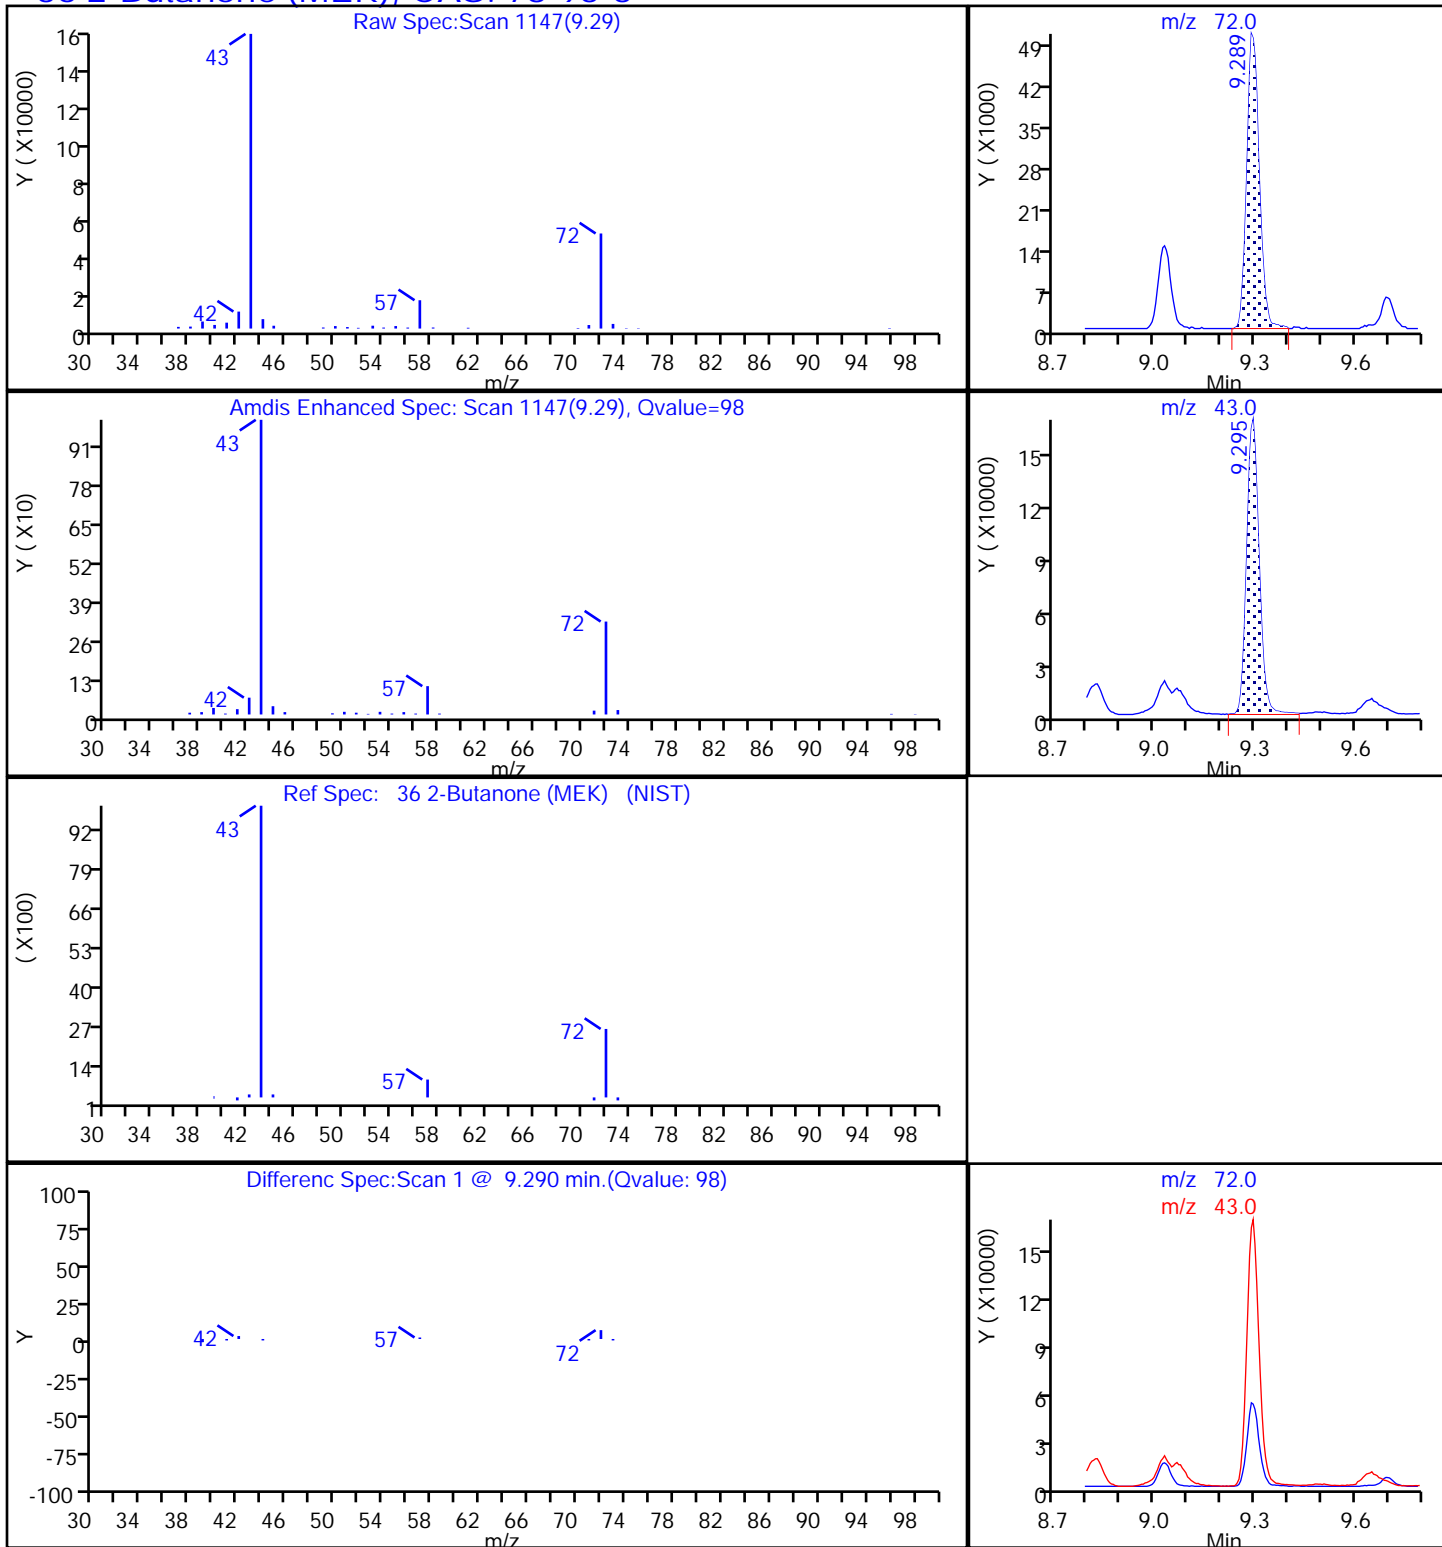 36 2-Butanone (MEK), CAS: 78-93-3
Raw Spec:Scan 1147(9.29)
Y ( X10000)
16
14
12
10
8
6
4
2
0
43
42
57
72
30 34 38 42 46 50 54 58 62 66 70 74 78 82 86 90 94 98
m/z
m/z 72.0
Y ( X1000)
49
42
35
28
21
14
7
0
9.289
8.7 9.0 9.3 9.6
Min
Amdis Enhanced Spec: Scan 1147(9.29), Qvalue=98
Y ( X10)
91
78
65
52
39
26
13
0
43
42
57
72
30 34 38 42 46 50 54 58 62 66 70 74 78 82 86 90 94 98
m/z
m/z 43.0
Y ( X10000)
15
12
9
6
3
0
9.295
8.7 9.0 9.3 9.6
Min
Ref Spec: 36 2-Butanone (MEK) (NIST)
( X100)
92
79
66
53
40
27
14
1
43
57
72
30 34 38 42 46 50 54 58 62 66 70 74 78 82 86 90 94 98
Differenc Spec:Scan 1 @ 9.290 min.(Qvalue: 98)
Y
100
75
50
25
0
-25
-50
-75
-100
42
57
72
30 34 38 42 46 50 54 58 62 66 70 74 78 82 86 90 94 98
m/z
m/z 72.0
m/z 43.0
Y ( X10000)
15
12
9
6
3
0
8.7 9.0 9.3 9.6
Min